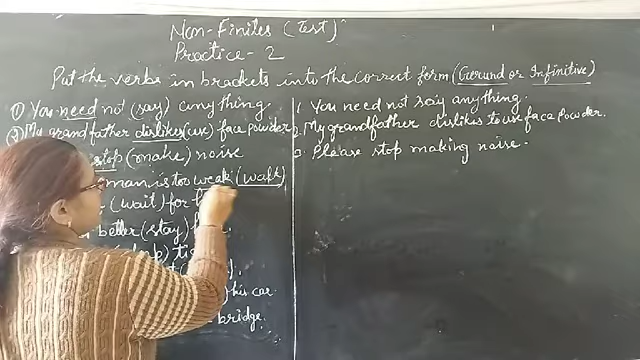 Non-Finites (Test)
Practice - 2
Put the verbs in brackets into the correct form (Gerund or Infinitive)
① You need not (say) anything
② My grandfather dislikes (use) face powder
stop (make) noise
man is too weak (walk)
(wait) for
better (stay)
his car
bridge.
1. You need not say anything.
2. My grandfather dislikes to use face powder.
3. Please stop making noise.